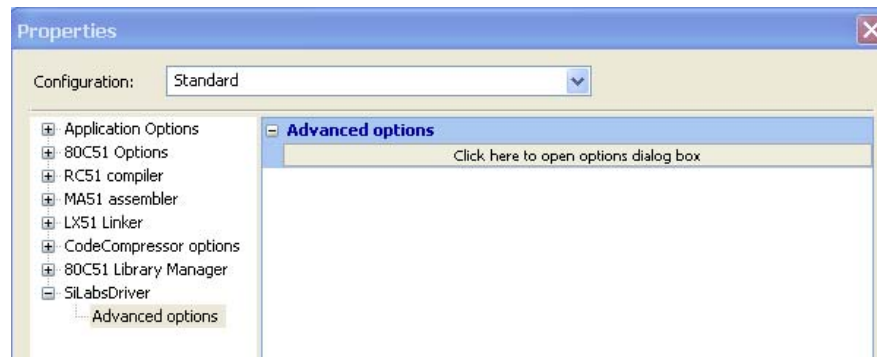 Properties
Configuration: Standard
Application Options
80C51 Options
RC51 compiler
MA51 assembler
LX51 Linker
CodeCompressor options
80C51 Library Manager
SiLabsDriver
Advanced options
Advanced options
Click here to open options dialog box